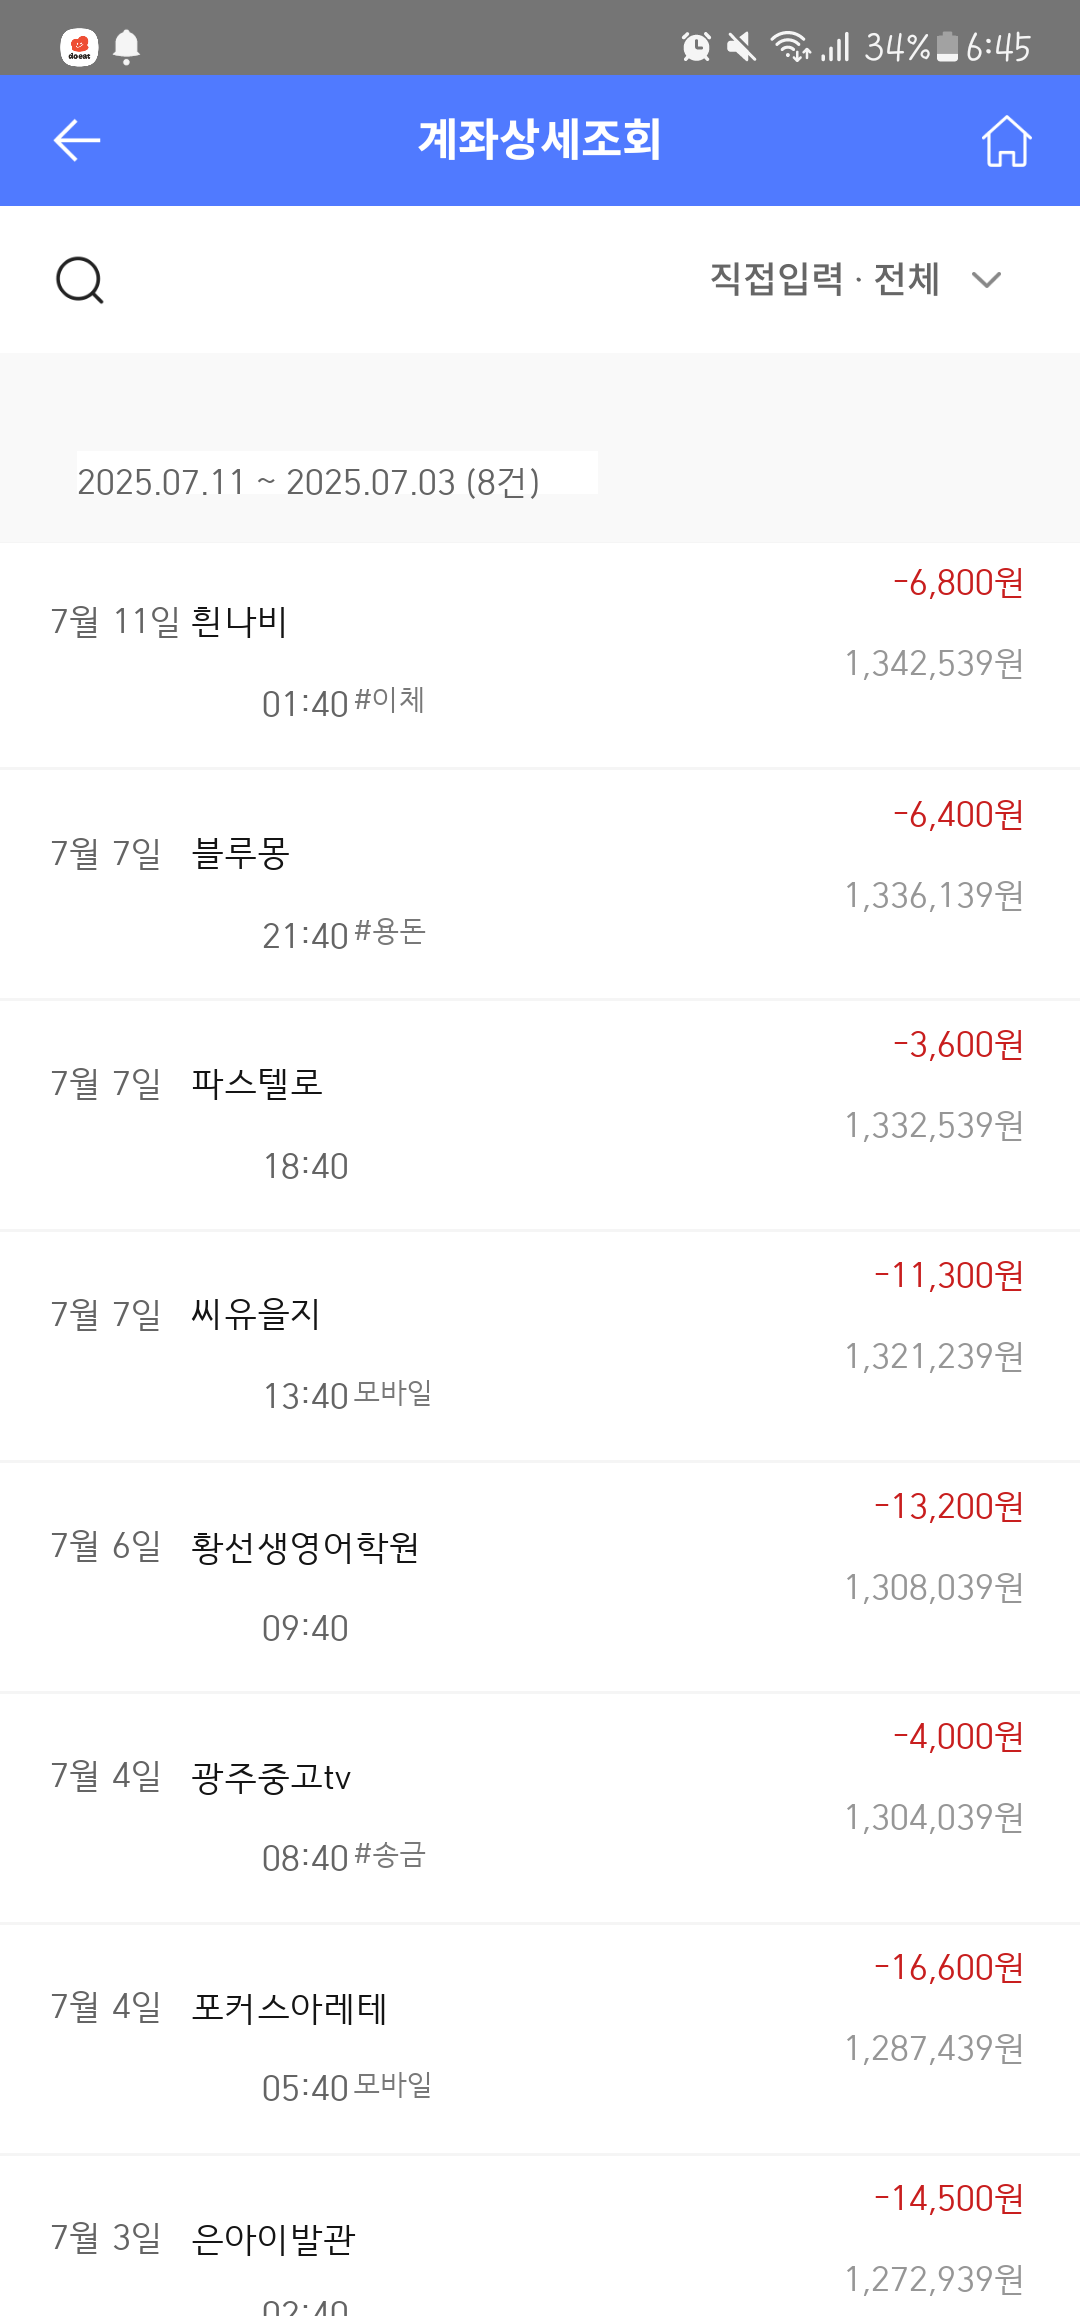 doeat 34% 6:45
계좌상세조회
직접입력 · 전체
2025.07.11 ~ 2025.07.03 (8건)
-6,800원
7월 11일 흰나비
1,342,539원
01:40 #이체
-6,400원
7월 7일 블루몽
1,336,139원
21:40 #용돈
-3,600원
7월 7일 파스텔로
1,332,539원
18:40
-11,300원
7월 7일 씨유을지
1,321,239원
13:40 모바일
-13,200원
7월 6일 황선생영어학원
1,308,039원
09:40
-4,000원
7월 4일 광주중고tv
1,304,039원
08:40 #송금
-16,600원
7월 4일 포커스아레테
1,287,439원
05:40 모바일
-14,500원
7월 3일 은아이발관
1,272,939원
02:40